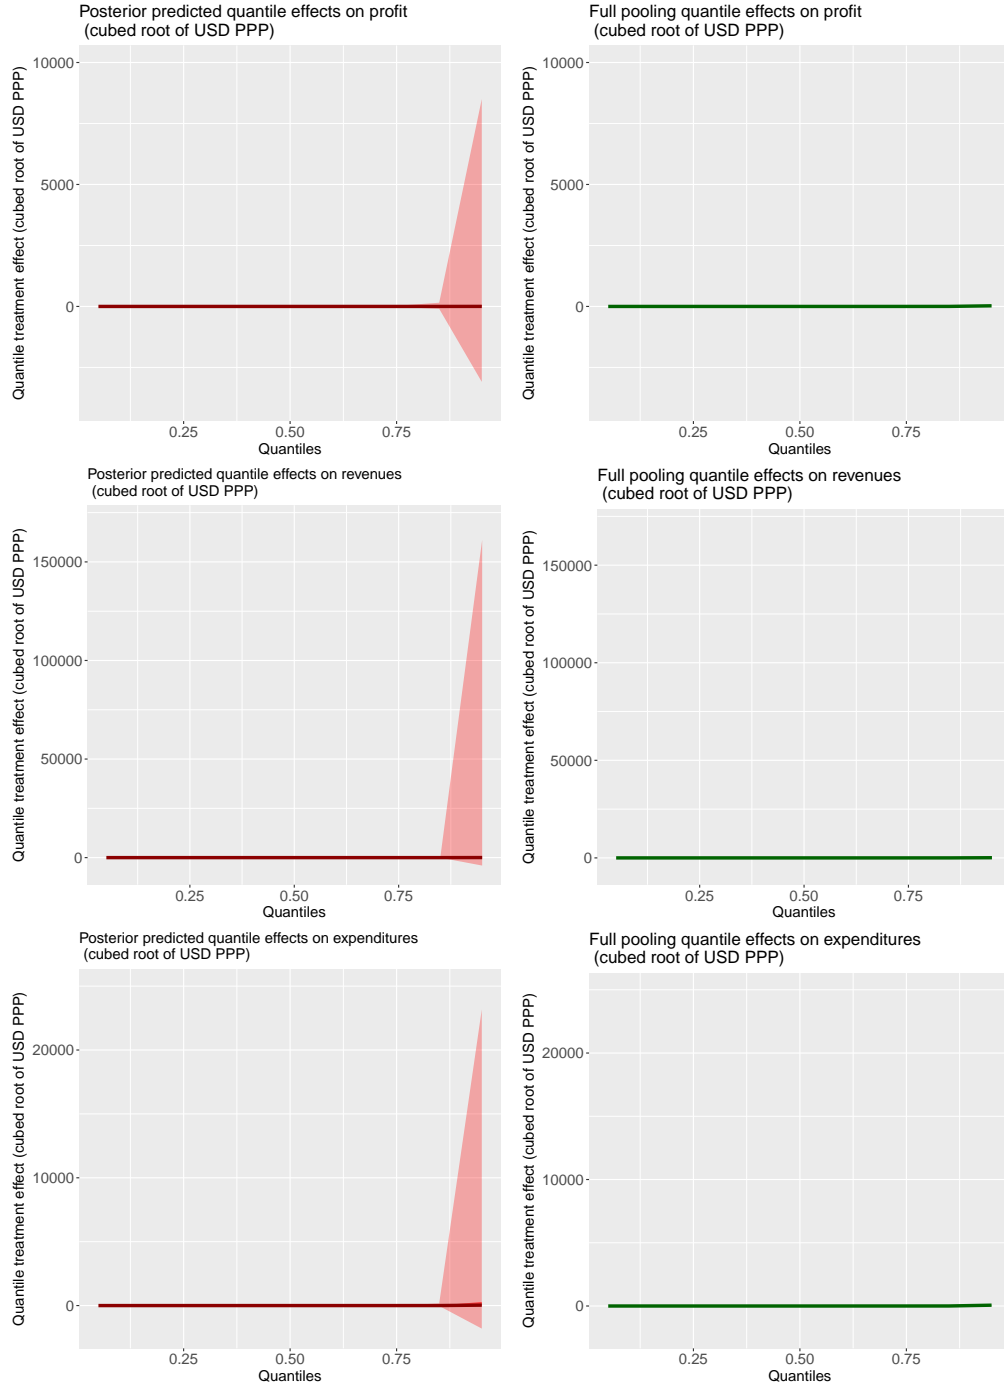 Posterior predicted quantile effects on profit
(cubed root of USD PPP)
Quantile treatment effect (cubed root of USD PPP)
10000
5000
0
0.25 0.50 0.75
Quantiles
Full pooling quantile effects on profit
(cubed root of USD PPP)
Quantile treatment effect (cubed root of USD PPP)
10000
5000
0
0.25 0.50 0.75
Quantiles
Posterior predicted quantile effects on revenues
(cubed root of USD PPP)
Quantile treatment effect (cubed root of USD PPP)
150000
100000
50000
0
0.25 0.50 0.75
Quantiles
Full pooling quantile effects on revenues
(cubed root of USD PPP)
Quantile treatment effect (cubed root of USD PPP)
150000
100000
50000
0
0.25 0.50 0.75
Quantiles
Posterior predicted quantile effects on expenditures
(cubed root of USD PPP)
Quantile treatment effect (cubed root of USD PPP)
20000
10000
0
0.25 0.50 0.75
Quantiles
Full pooling quantile effects on expenditures
(cubed root of USD PPP)
Quantile treatment effect (cubed root of USD PPP)
20000
10000
0
0.25 0.50 0.75
Quantiles